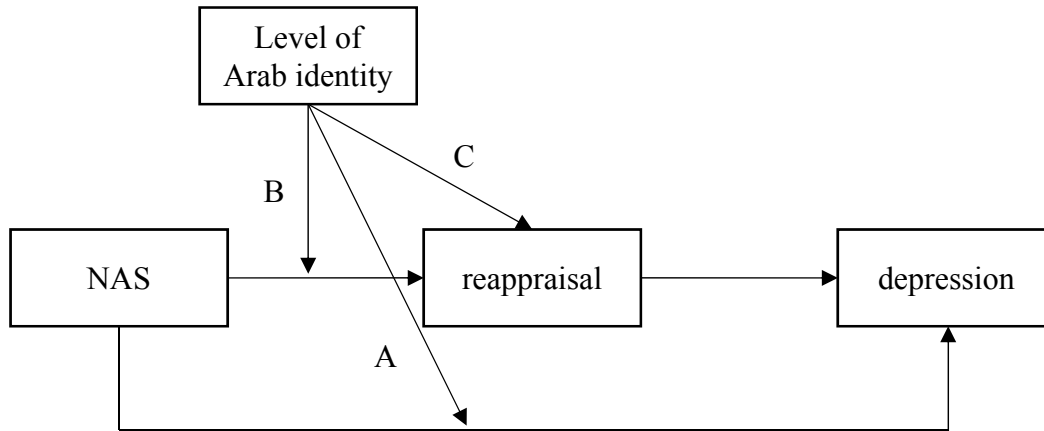 Level of
Arab identity
C
B
NAS
reappraisal
depression
A